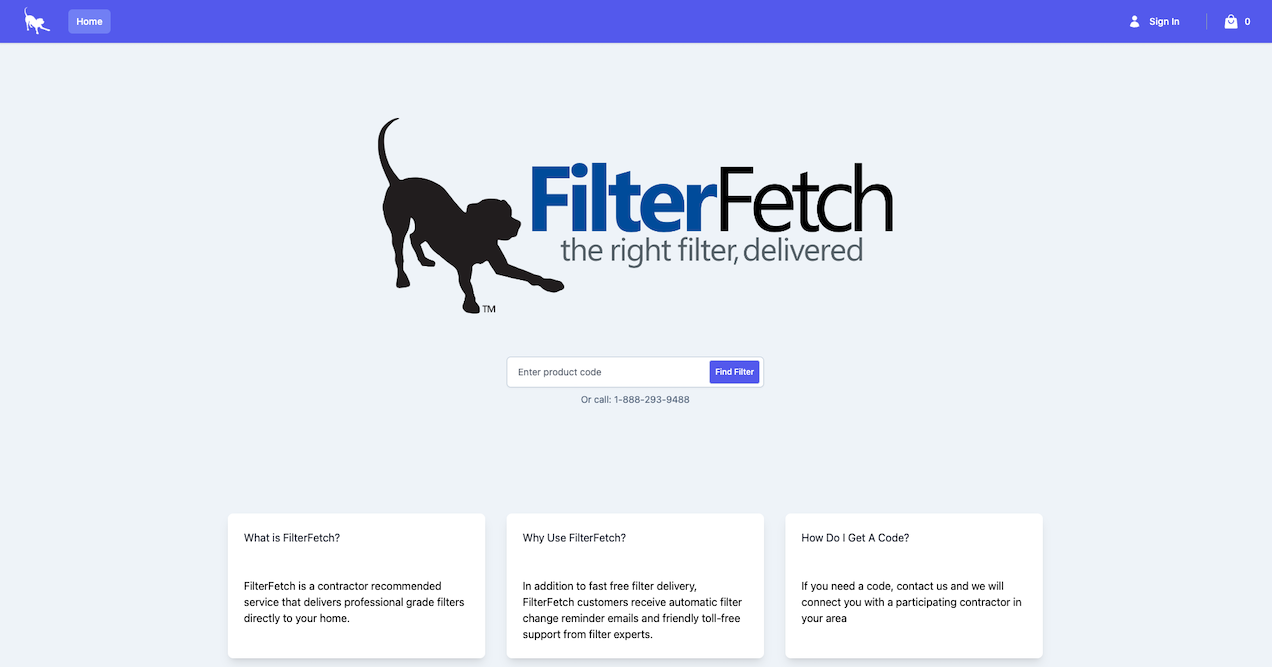 Home
Sign In
0
FilterFetch
the right filter, delivered
TM
Enter product code
Find Filter
Or call: 1-888-293-9488
What is FilterFetch?
FilterFetch is a contractor recommended
service that delivers professional grade filters
directly to your home.
Why Use FilterFetch?
In addition to fast free filter delivery,
FilterFetch customers receive automatic filter
change reminder emails and friendly toll-free
support from filter experts.
How Do I Get A Code?
If you need a code, contact us and we will
connect you with a participating contractor in
your area